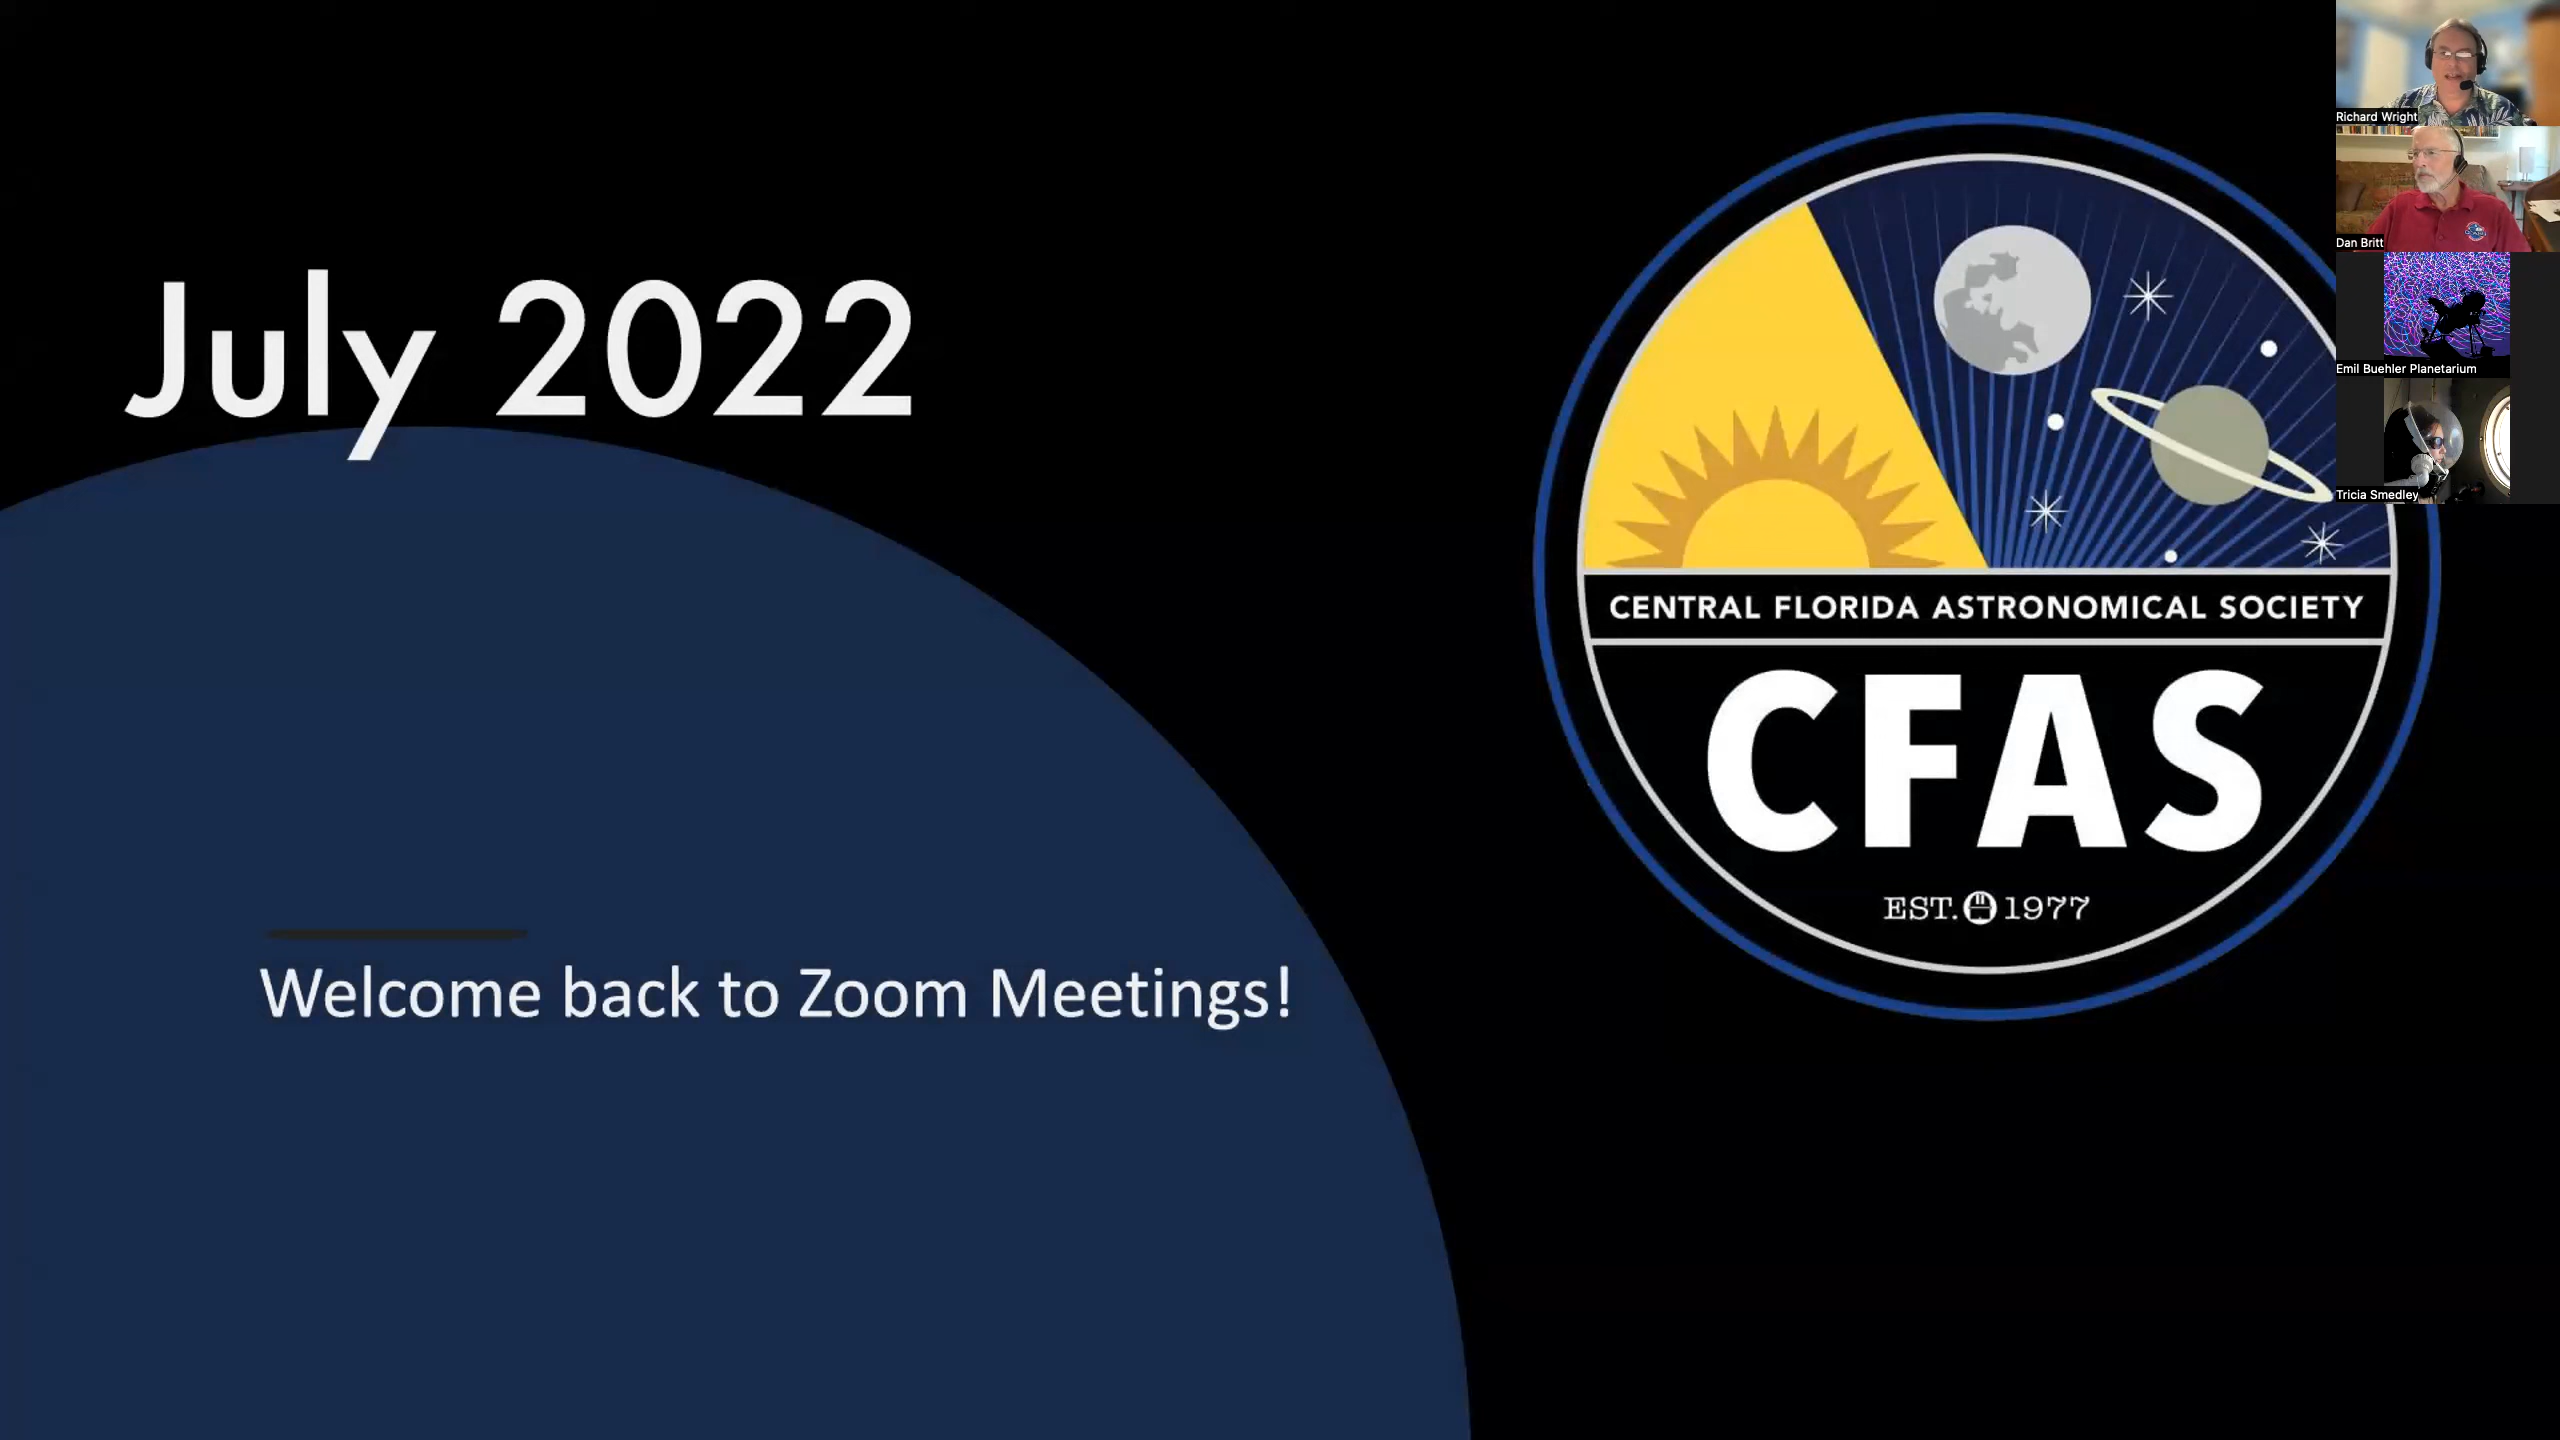 July 2022
Welcome back to Zoom Meetings!
CENTRAL FLORIDA ASTRONOMICAL SOCIETY
CFAS
EST. 1977
Richard Wright
Dan Britt
Emil Buehler Planetarium
Tricia Smedley